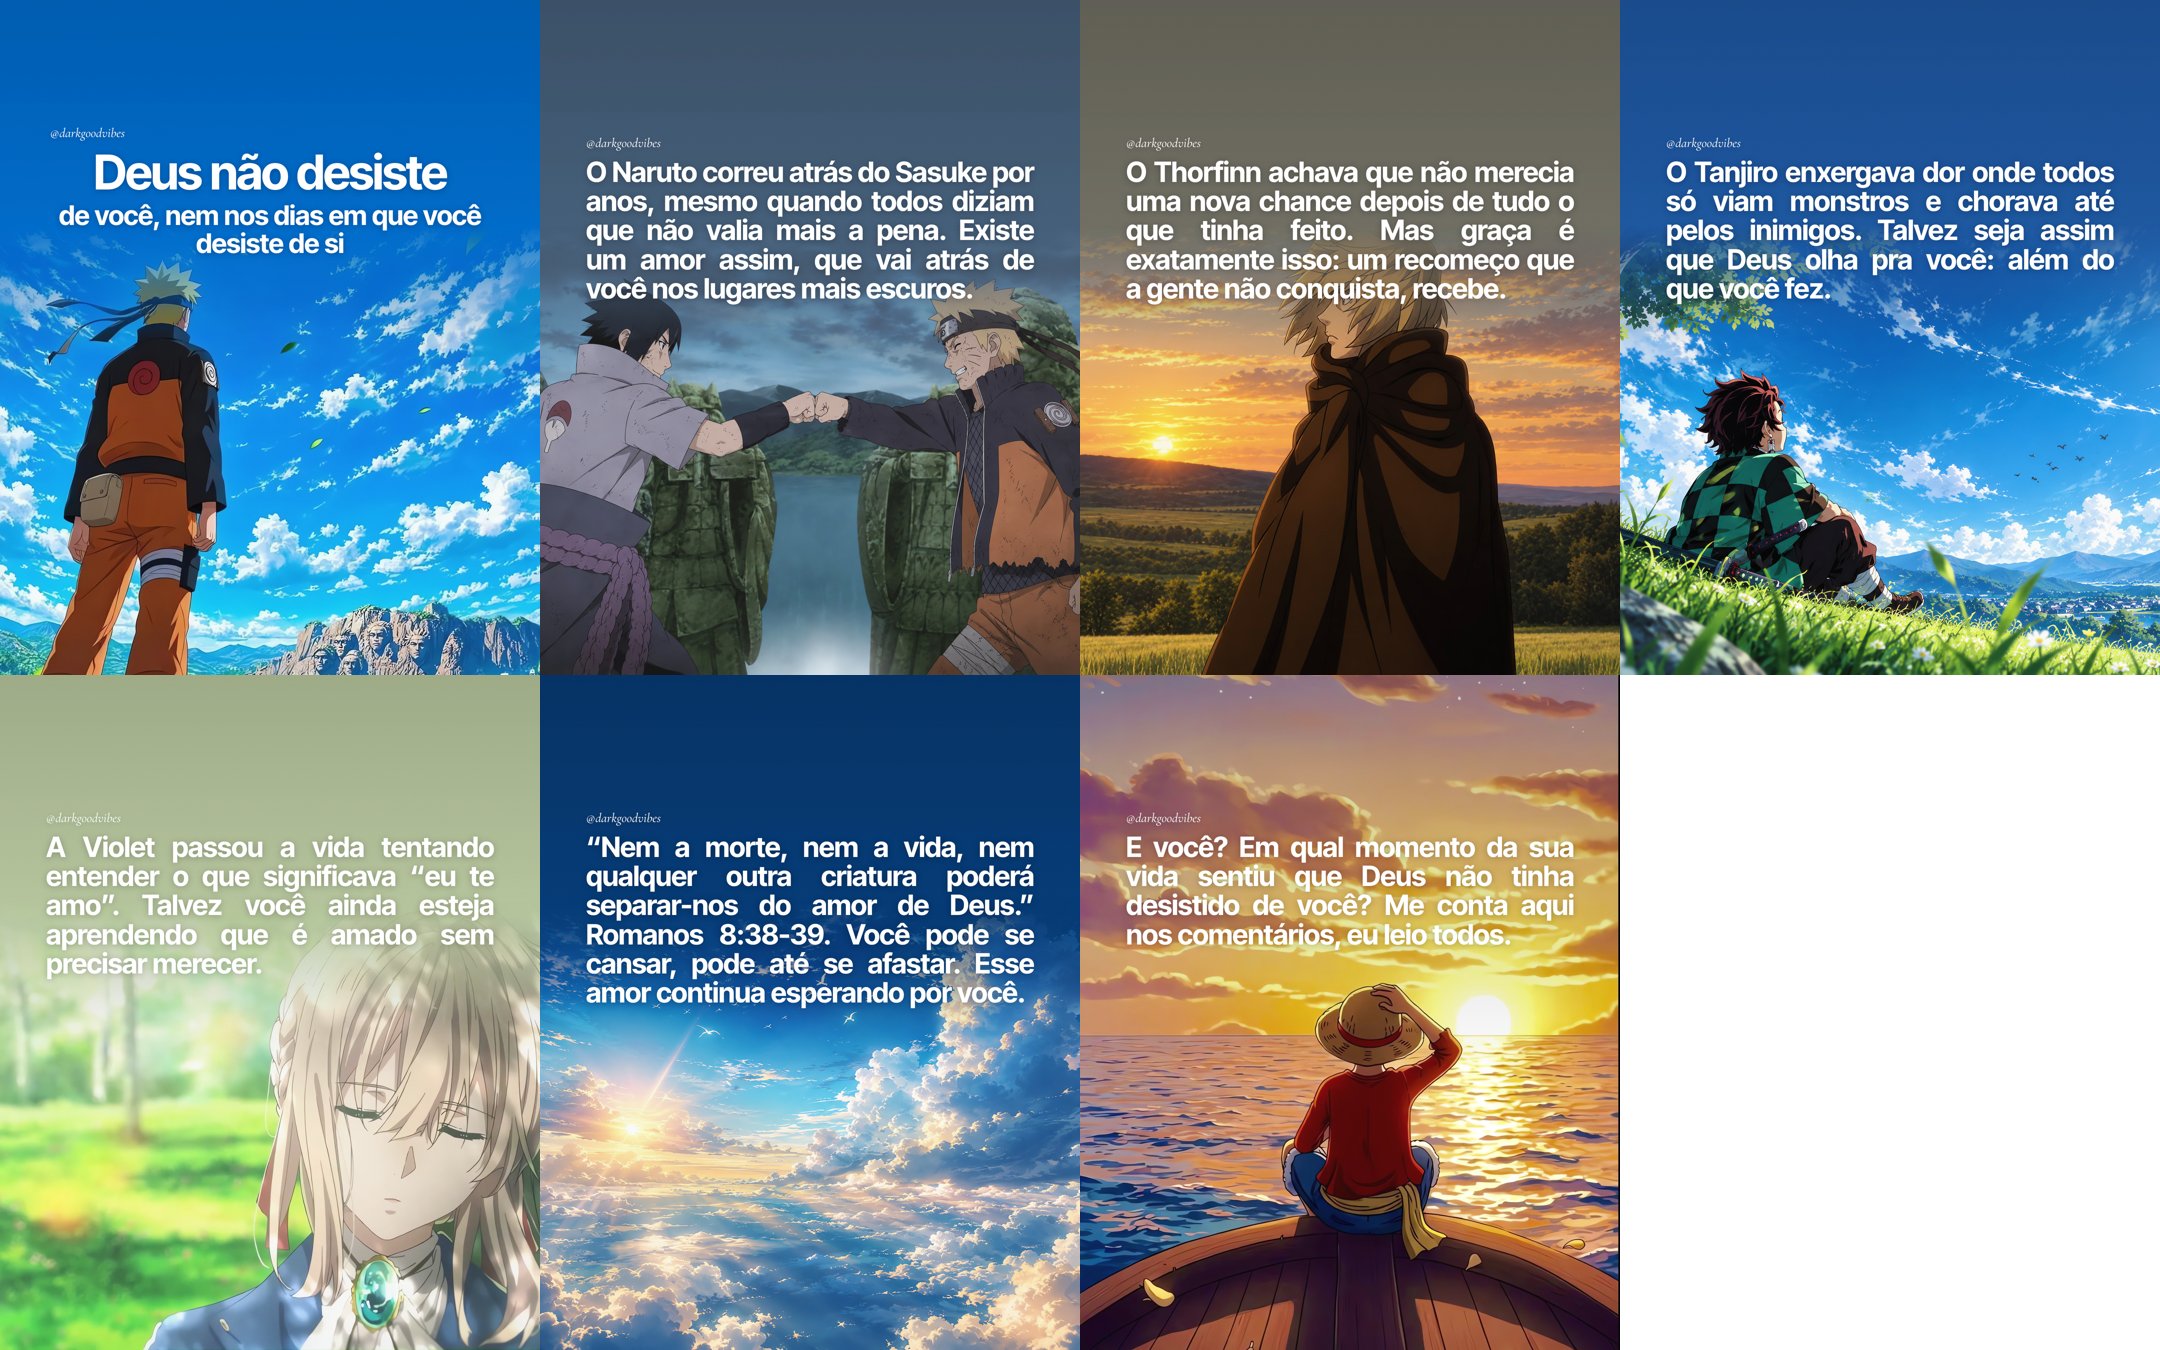 @darkgoodvibes
Deus não desiste
de você, nem nos dias em que você
desiste de si
@darkgoodvibes
O Naruto correu atrás do Sasuke por
anos, mesmo quando todos diziam
que não valia mais a pena. Existe
um amor assim, que vai atrás de
você nos lugares mais escuros.
@darkgoodvibes
O Thorfinn achava que não merecia
uma nova chance depois de tudo o
que tinha feito. Mas graça é
exatamente isso: um recomeço que
a gente não conquista, recebe.
@darkgoodvibes
O Tanjiro enxergava dor onde todos
só viam monstros e chorava até
pelos inimigos. Talvez seja assim
que Deus olha pra você: além do
que você fez.
@darkgoodvibes
A Violet passou a vida tentando
entender o que significava “eu te
amo”. Talvez você ainda esteja
aprendendo que é amado sem
precisar merecer.
@darkgoodvibes
“Nem a morte, nem a vida, nem
qualquer outra criatura poderá
separar-nos do amor de Deus.”
Romanos 8:38-39. Você pode se
cansar, pode até se afastar. Esse
amor continua esperando por você.
@darkgoodvibes
E você? Em qual momento da sua
vida sentiu que Deus não tinha
desistido de você? Me conta aqui
nos comentários, eu leio todos.